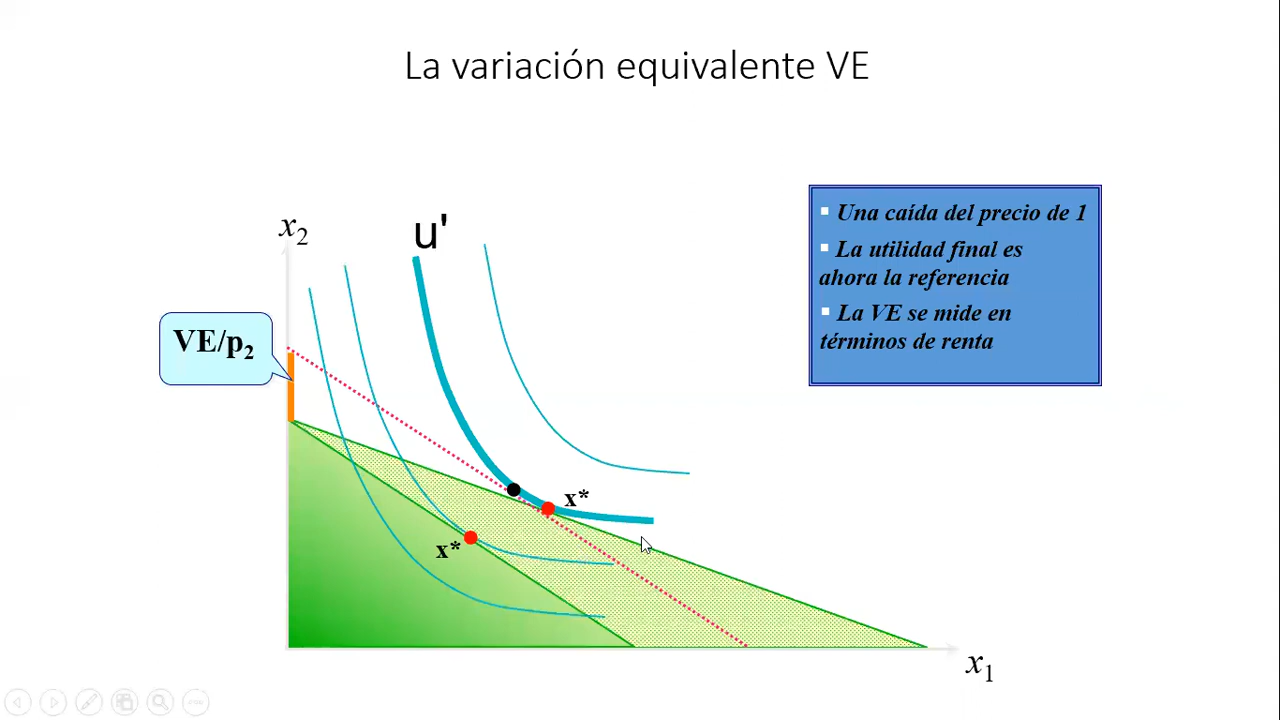 La variación equivalente VE
x2
u'
▪ Una caída del precio de 1
▪ La utilidad final es
ahora la referencia
▪ La VE se mide en
términos de renta
VE/p2
x*
x*
x1